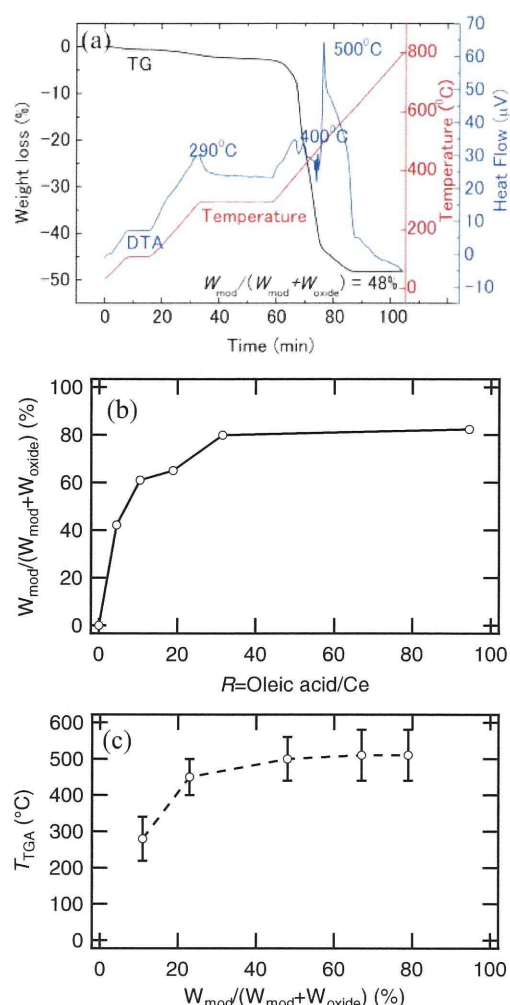 (a)
TG
500⁰C
290⁰C
400⁰C
Temperature
DTA
W_mod/(W_mod+W_oxide) = 48%
0
-10
-20
-30
-40
-50
Weight loss (%)
0 20 40 60 80 100
Time (min)
800
600
400
200
0
Temperature (⁰C)
70
60
50
40
30
20
10
0
-10
Heat Flow (μV)
(b)
100
80
60
40
20
0
W_mod/(W_mod+W_oxide) (%)
0 20 40 60 80 100
R=Oleic acid/Ce
(c)
600
500
400
300
200
100
0
T_TGA (°C)
0 20 40 60 80 100
W_mod/(W_mod+W_oxide) (%)